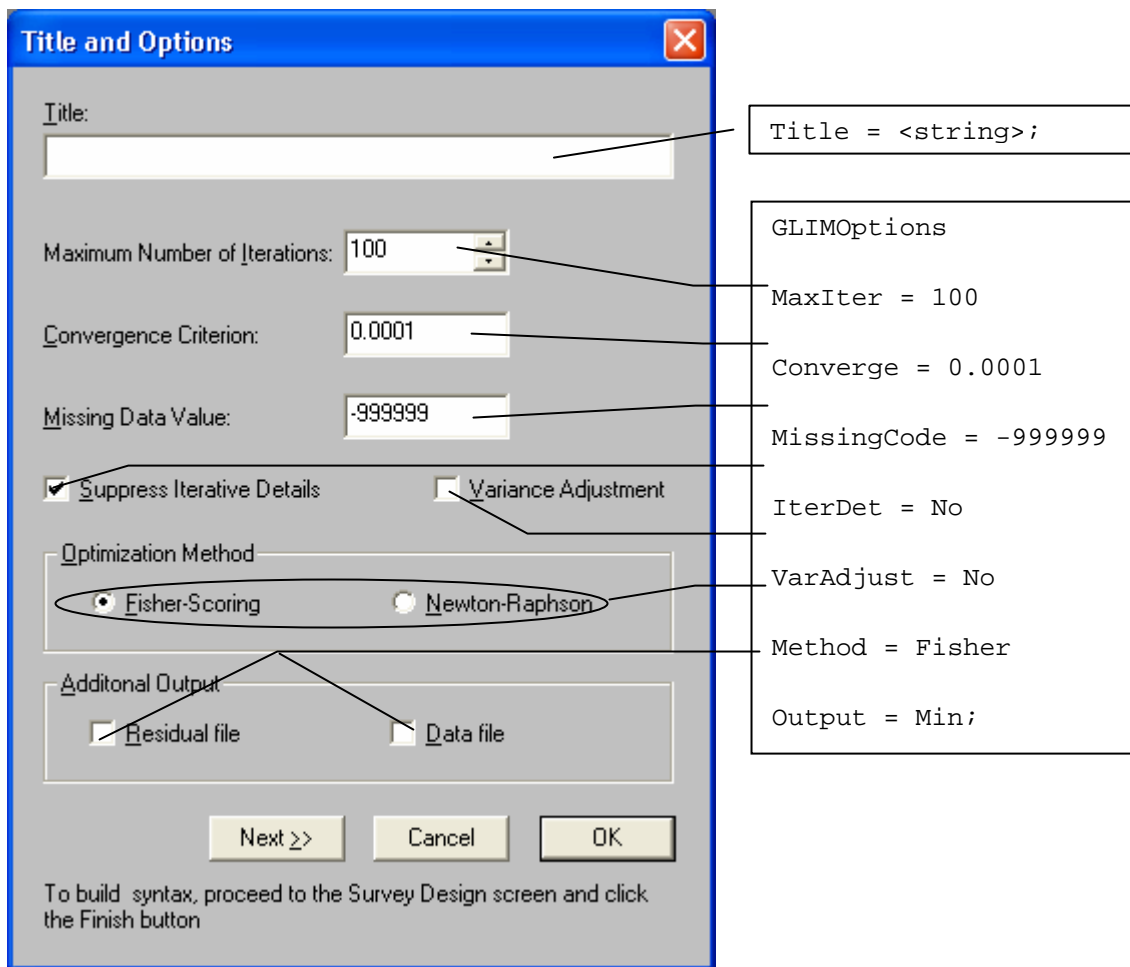 Title and Options
Title:
Title = <string>;
Maximum Number of Iterations:
100
Convergence Criterion:
0.0001
Missing Data Value:
-999999
Suppress Iterative Details
Variance Adjustment
Optimization Method
Fisher-Scoring
Newton-Raphson
Additonal Output
Residual file
Data file
Next >>
Cancel
OK
To build syntax, proceed to the Survey Design screen and click
the Finish button
GLIMOptions
MaxIter = 100
Converge = 0.0001
MissingCode = -999999
IterDet = No
VarAdjust = No
Method = Fisher
Output = Min;